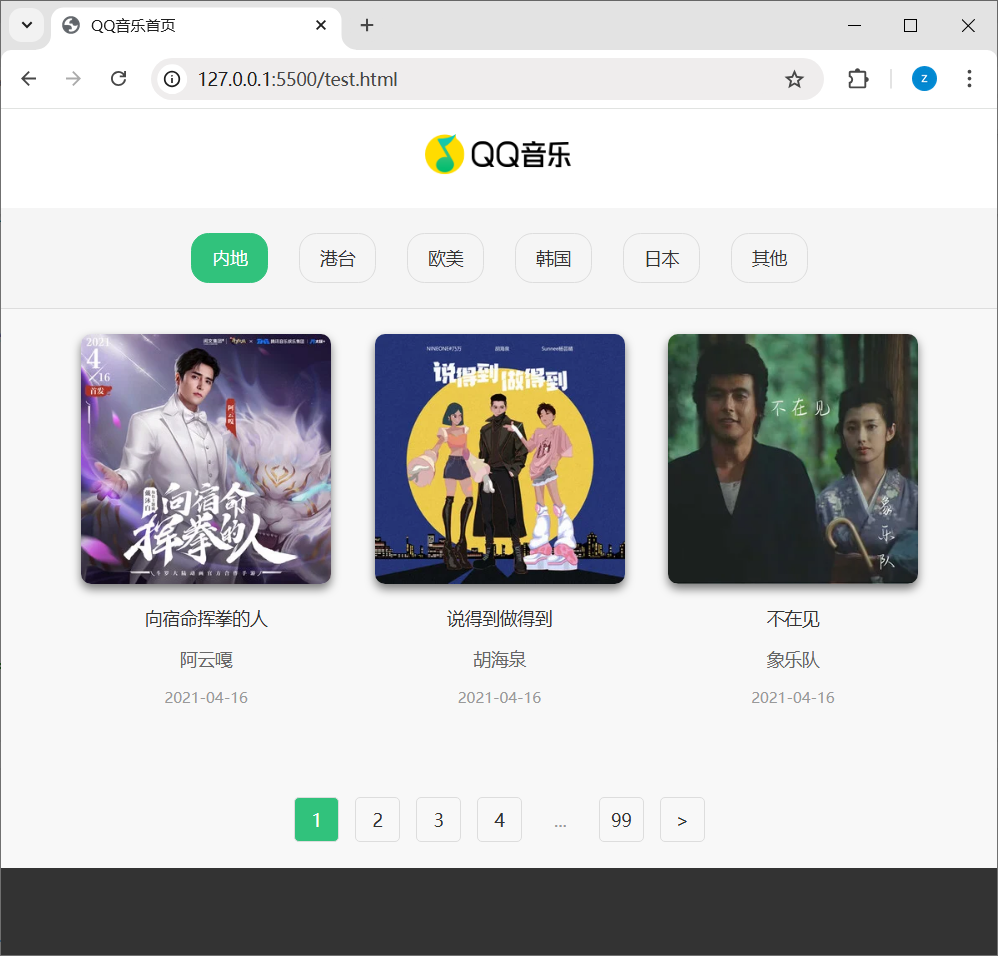 QQ音乐首页
127.0.0.1:5500/test.html
z
QQ音乐
内地 港台 欧美 韩国 日本 其他
2021
4
16
首发
阿云嘎
向宿命
挥拳的人
NINEONE#乃万 胡海泉 Sunnee杨芸晴
说得到 做得到
不在见
象乐队
向宿命挥拳的人 说得到做得到 不在见
阿云嘎 胡海泉 象乐队
2021-04-16 2021-04-16 2021-04-16
1 2 3 4 ... 99 >